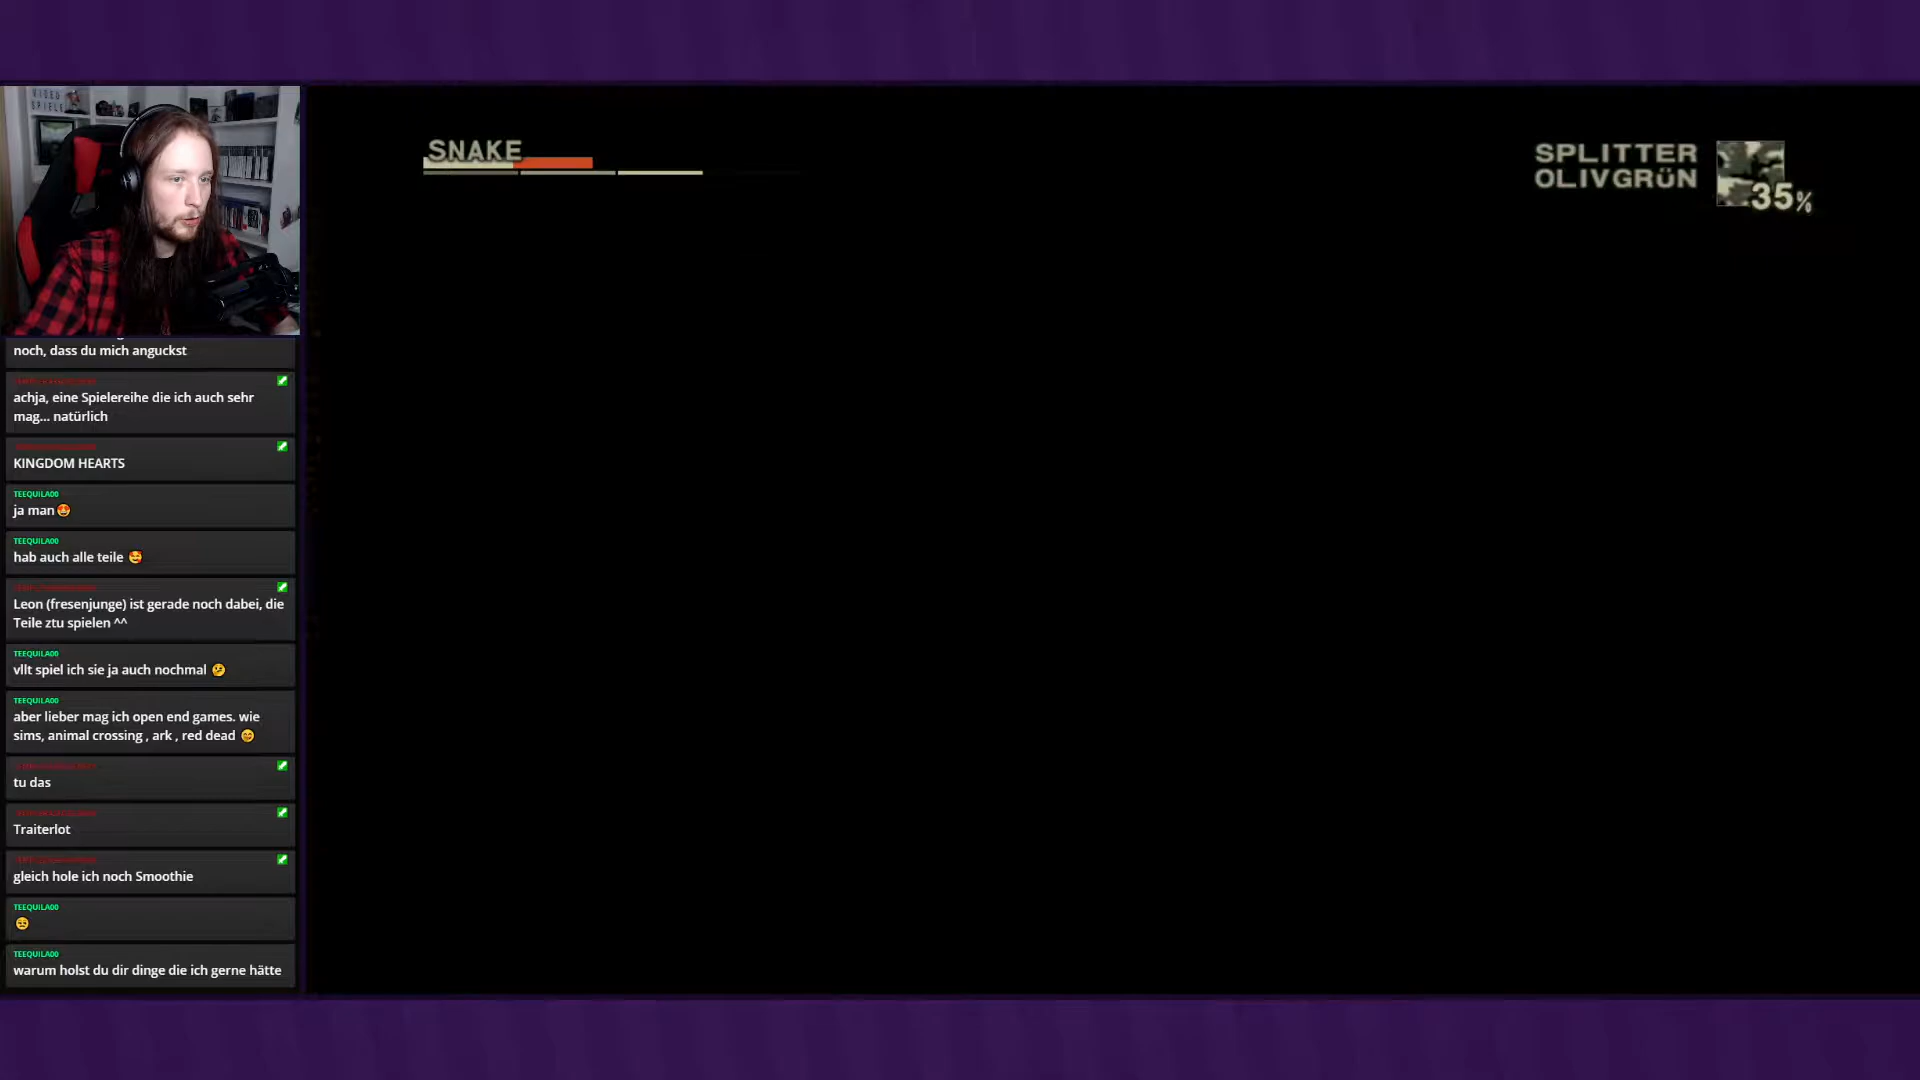 VIDEO
SPIELE
SNAKE
SPLITTER
OLIVGRÜN
35%
noch, dass du mich anguckst
achja, eine Spielereihe die ich auch sehr
mag... natürlich
KINGDOM HEARTS
TEEQUILA00
ja man
TEEQUILA00
hab auch alle teile
Leon (fresenjunge) ist gerade noch dabei, die
Teile ztu spielen ^^
TEEQUILA00
vllt spiel ich sie ja auch nochmal
TEEQUILA00
aber lieber mag ich open end games. wie
sims, animal crossing , ark , red dead
tu das
Traiterlot
gleich hole ich noch Smoothie
TEEQUILA00
TEEQUILA00
warum holst du dir dinge die ich gerne hätte